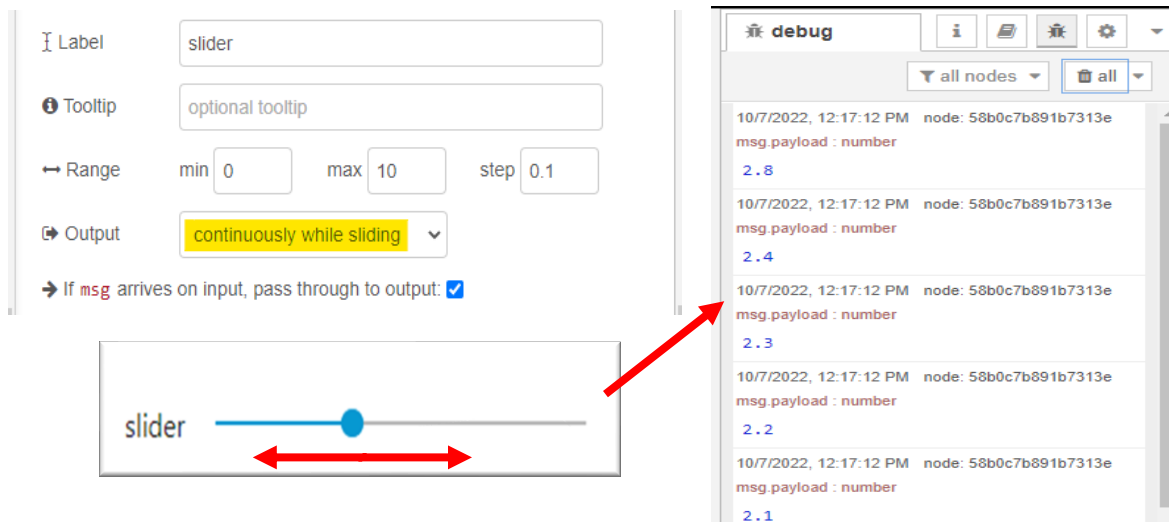 Label slider
Tooltip optional tooltip
Range min 0 max 10 step 0.1
Output continuously while sliding
If msg arrives on input, pass through to output:
slider
debug
all nodes all
10/7/2022, 12:17:12 PM node: 58b0c7b891b7313e
msg.payload : number
2.8
10/7/2022, 12:17:12 PM node: 58b0c7b891b7313e
msg.payload : number
2.4
10/7/2022, 12:17:12 PM node: 58b0c7b891b7313e
msg.payload : number
2.3
10/7/2022, 12:17:12 PM node: 58b0c7b891b7313e
msg.payload : number
2.2
10/7/2022, 12:17:12 PM node: 58b0c7b891b7313e
msg.payload : number
2.1